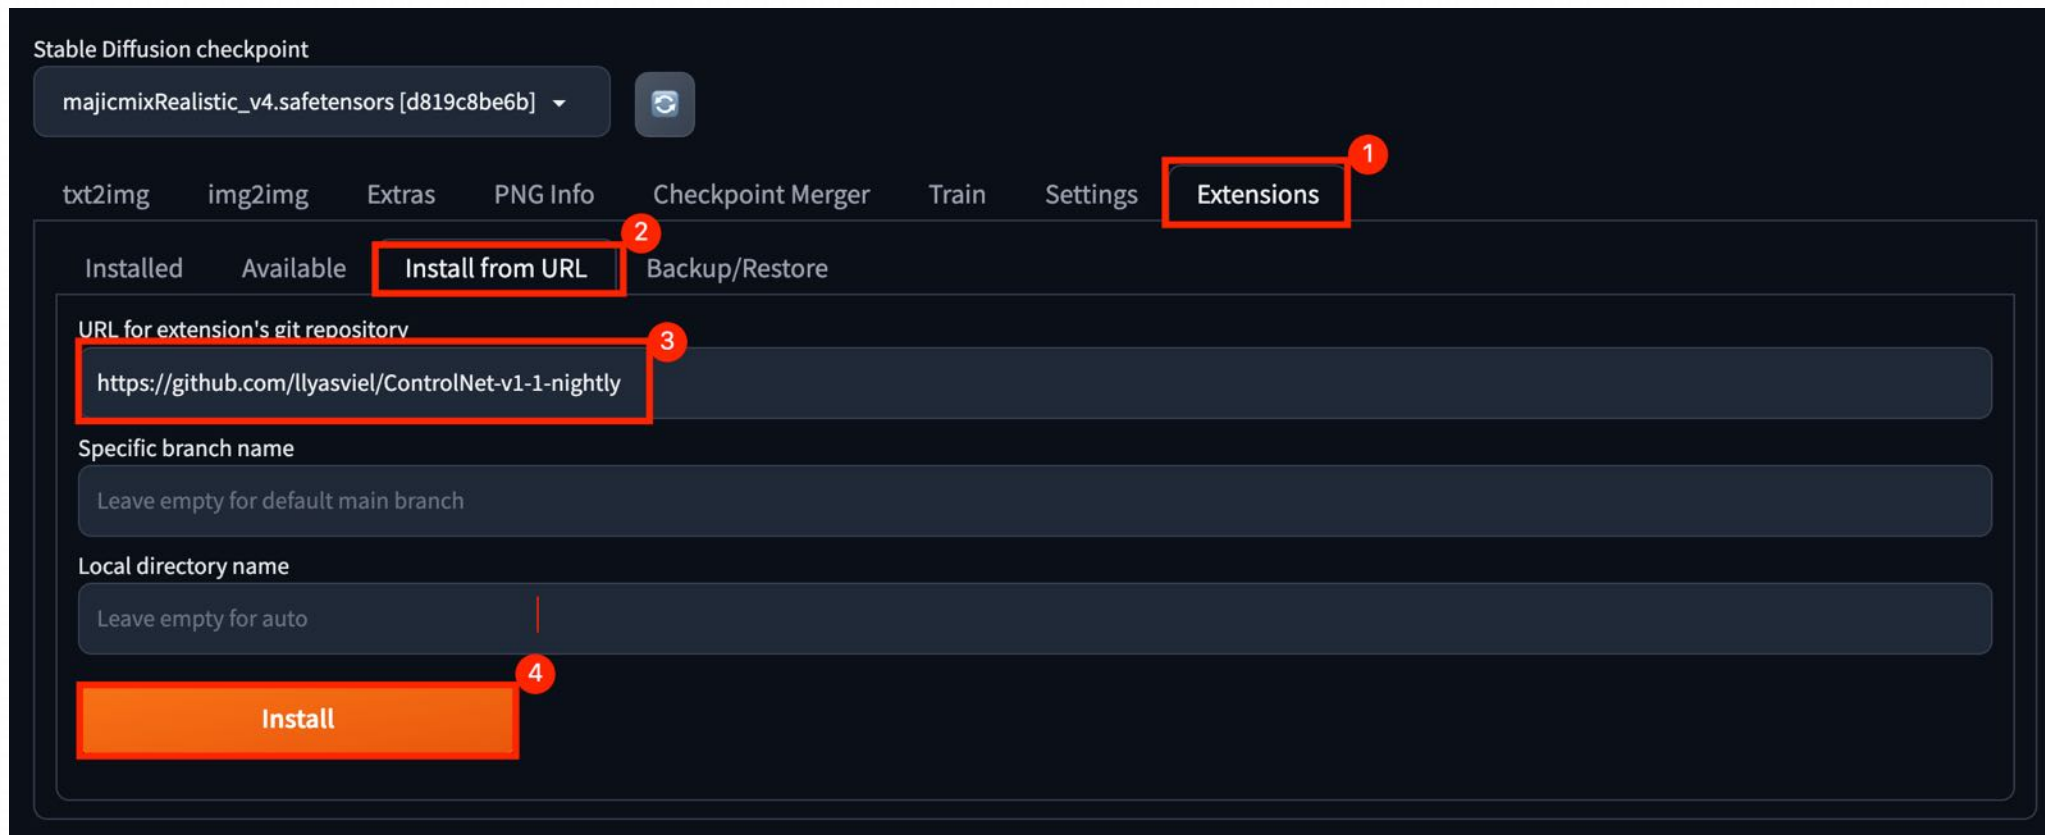 Stable Diffusion checkpoint
majicmixRealistic_v4.safetensors [d819c8be6b]
1
txt2img img2img Extras PNG Info Checkpoint Merger Train Settings Extensions
2
Installed Available Install from URL Backup/Restore
URL for extension's git repository
3
https://github.com/llyasviel/ControlNet-v1-1-nightly
Specific branch name
Leave empty for default main branch
Local directory name
Leave empty for auto
4
Install